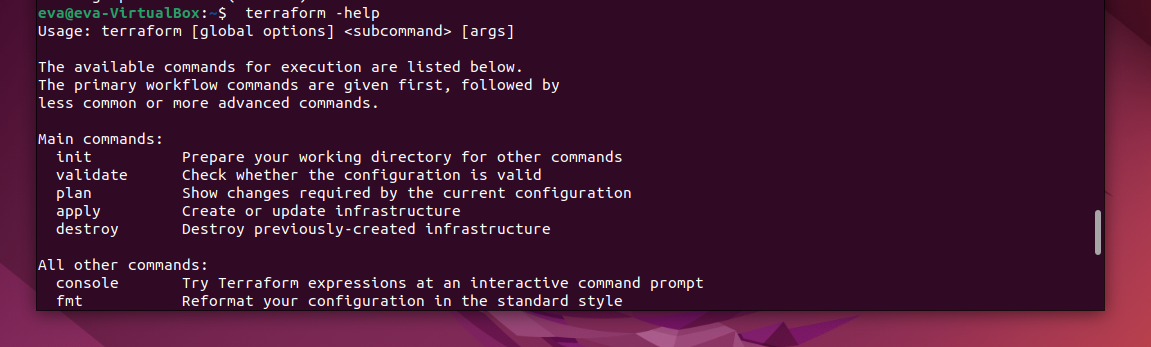 eva@eva-VirtualBox:~$  terraform -help
Usage: terraform [global options] <subcommand> [args]
The available commands for execution are listed below.
The primary workflow commands are given first, followed by
less common or more advanced commands.
Main commands:
  init          Prepare your working directory for other commands
  validate      Check whether the configuration is valid
  plan          Show changes required by the current configuration
  apply         Create or update infrastructure
  destroy       Destroy previously-created infrastructure
All other commands:
  console       Try Terraform expressions at an interactive command prompt
  fmt           Reformat your configuration in the standard style